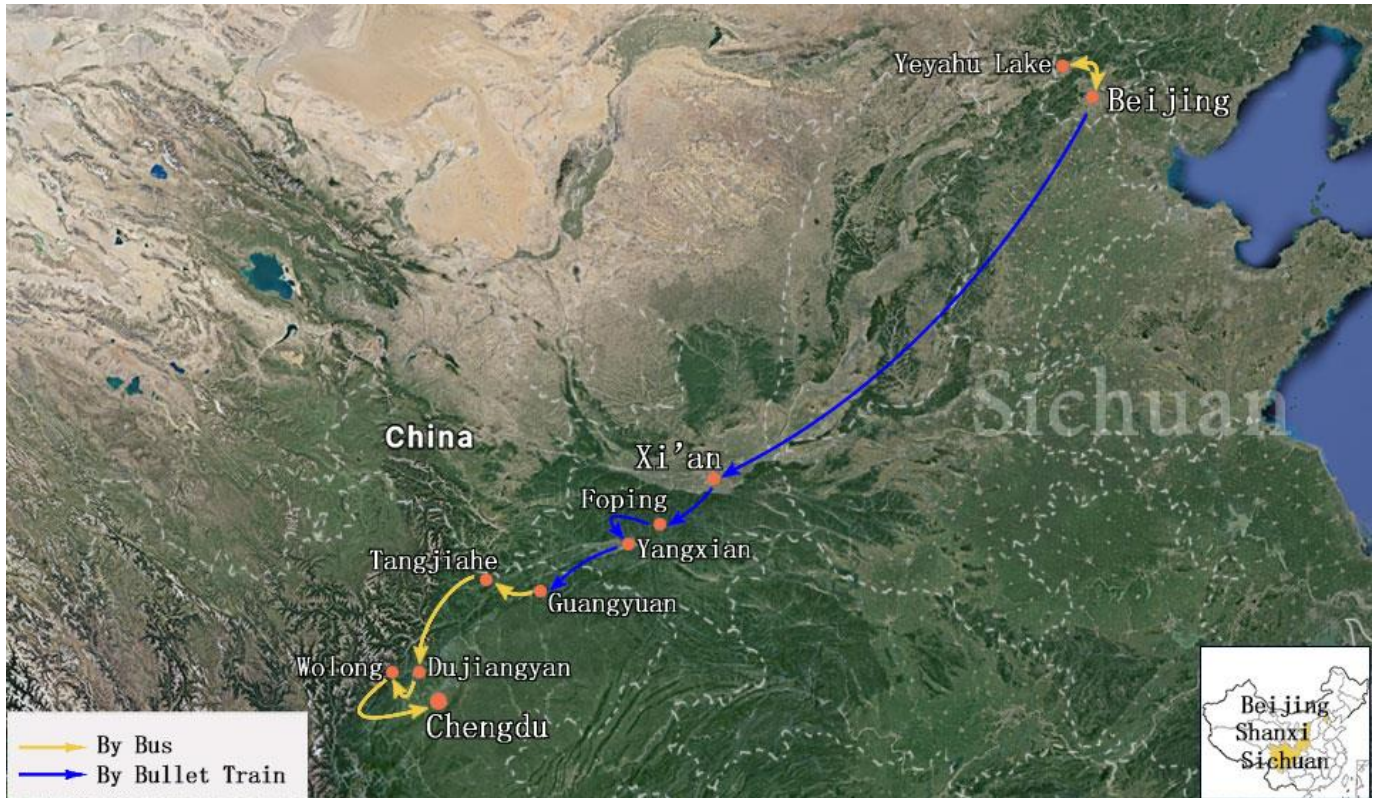 Yeyahu Lake
Beijing
Sichuan
China
Xi’an
Foping
Yangxian
Tangjiahe
Guangyuan
Wolong
Dujiangyan
Chengdu
By Bus
By Bullet Train
Beijing
Shanxi
Sichuan